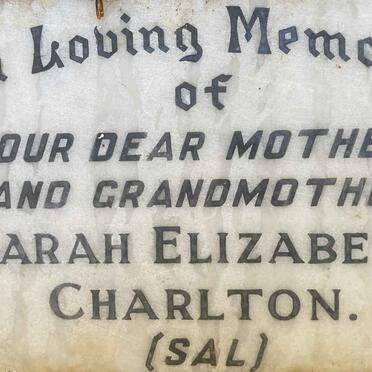 n Loving Memo
of
OUR DEAR MOTHE
AND GRANDMOTHE
ARAH ELIZABE
CHARLTON.
(SAL)